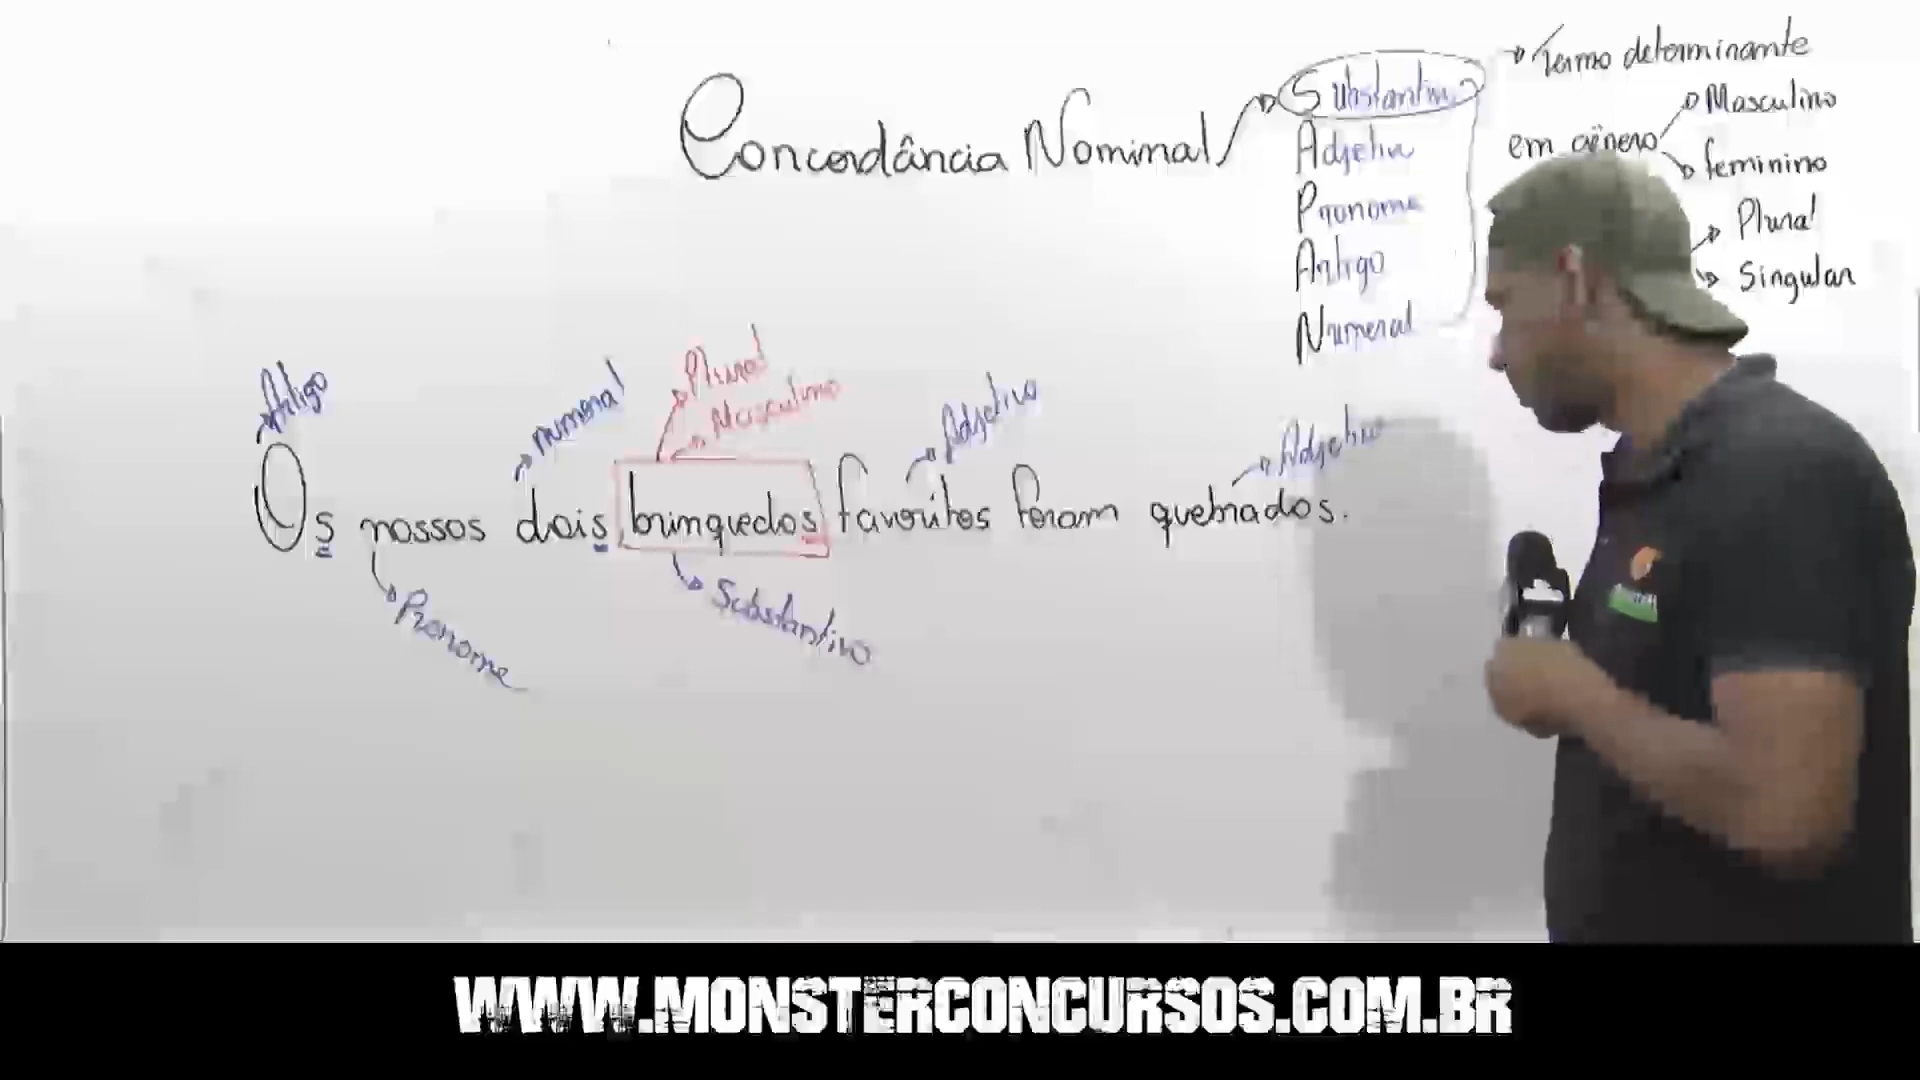 Termo determinante
Concordância Nominal
Substantivo
Adjetivo
Pronome
Artigo
Numeral
em gênero
Masculino
feminino
Plural
Singular
Artigo
numeral
Plural
Masculino
Adjetivo
Adjetivo
Os nossos dois brinquedos favoritos foram quebrados.
Pronome
Substantivo
WWW.MONSTERCONCURSOS.COM.BR